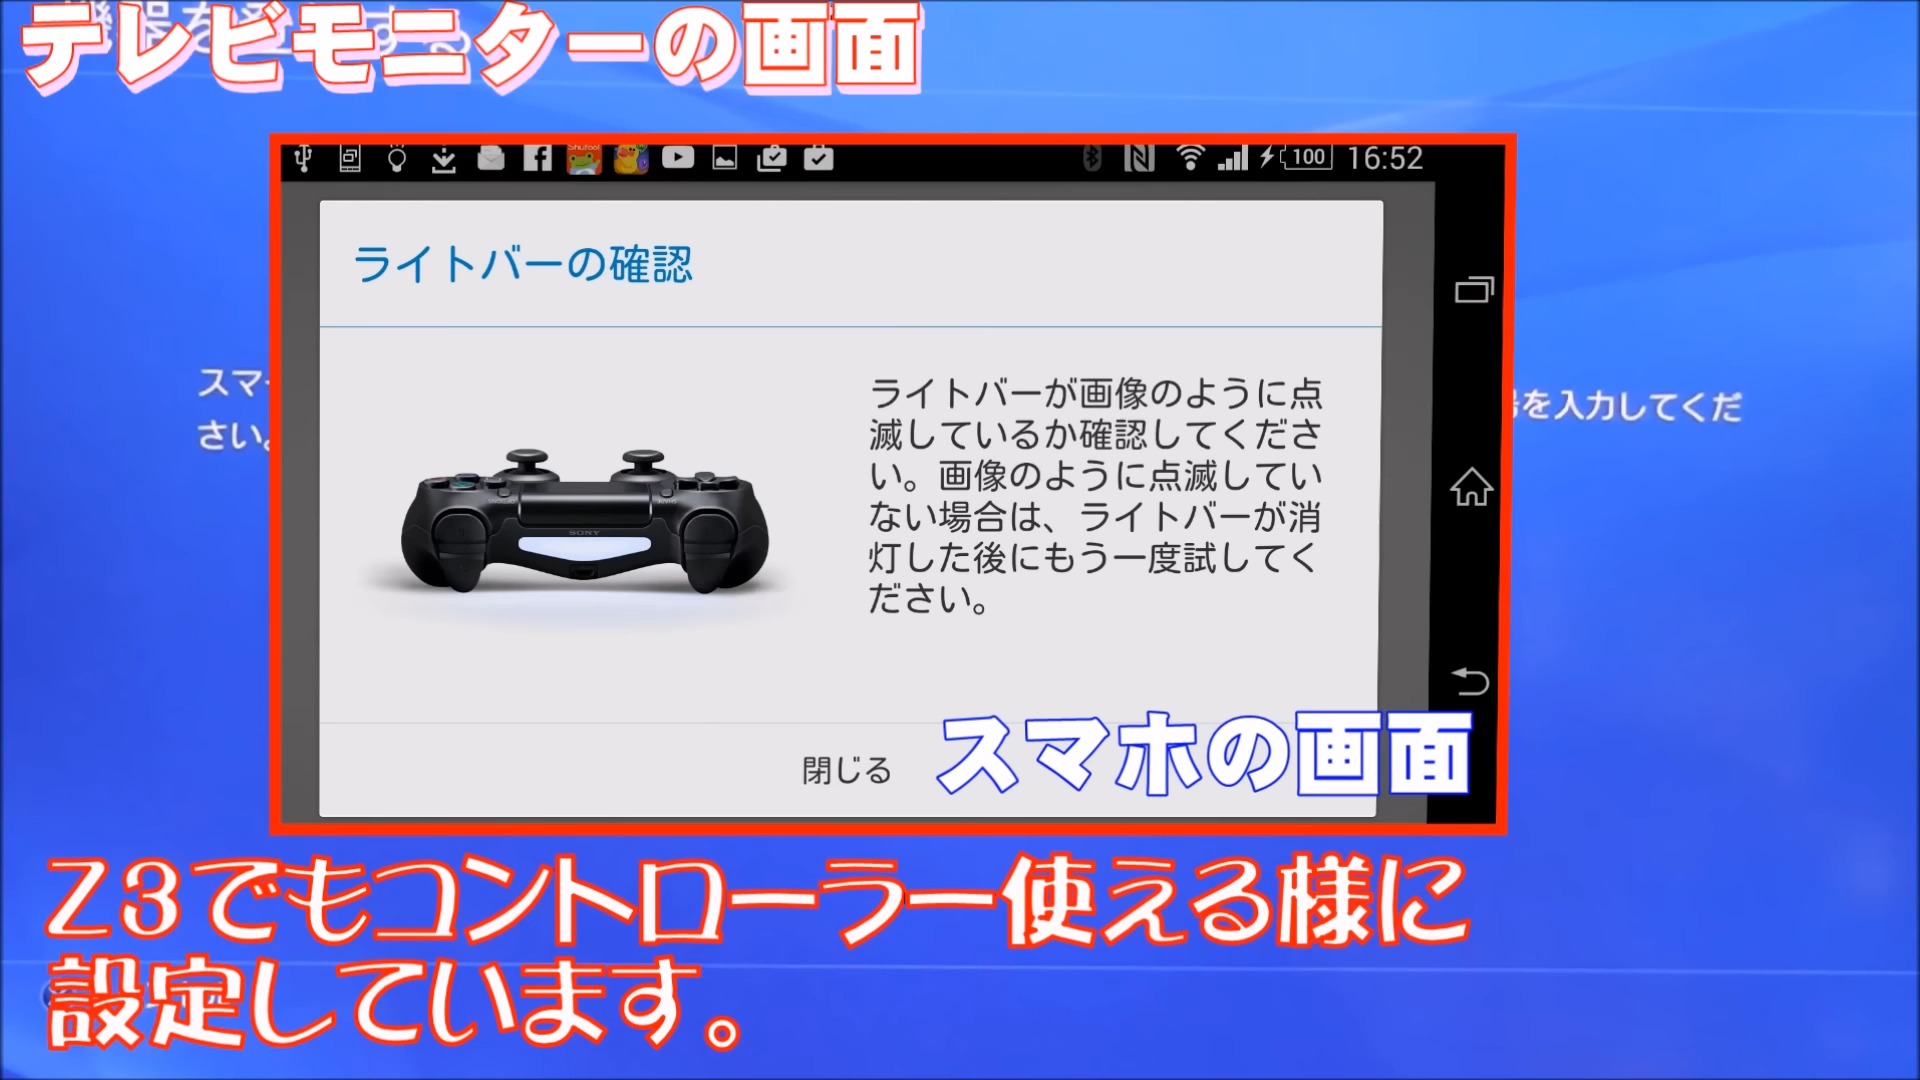 テレビモニターの画面
100 16:52
ライトバーの確認
スマ
さい。
ライトバーが画像のように点
滅しているか確認してくださ
い。画像のように点滅してい
ない場合は、ライトバーが消
灯した後にもう一度試してく
ださい。
を入力してくだ
SONY
閉じる
スマホの画面
Z3でもコントローラー使える様に
設定しています。